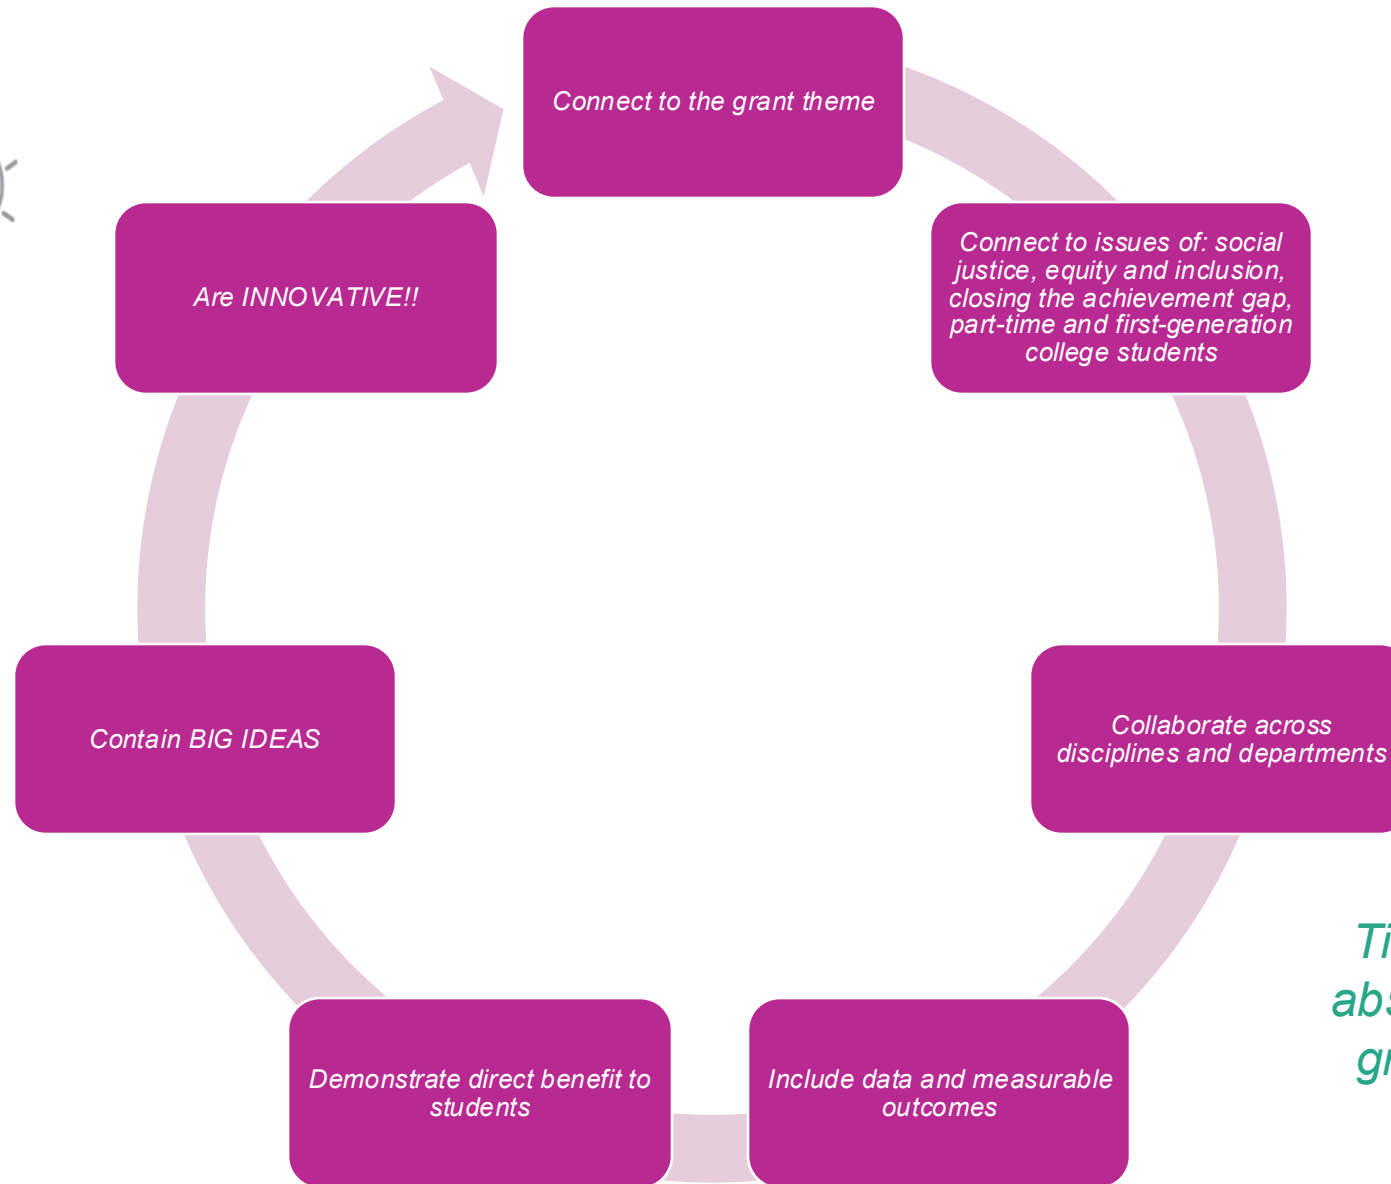 Connect to the grant theme
Connect to issues of: social
justice, equity and inclusion,
closing the achievement gap,
part-time and first-generation
college students
Collaborate across
disciplines and departments
Include data and measurable
outcomes
Demonstrate direct benefit to
students
Contain BIG IDEAS
Are INNOVATIVE!!